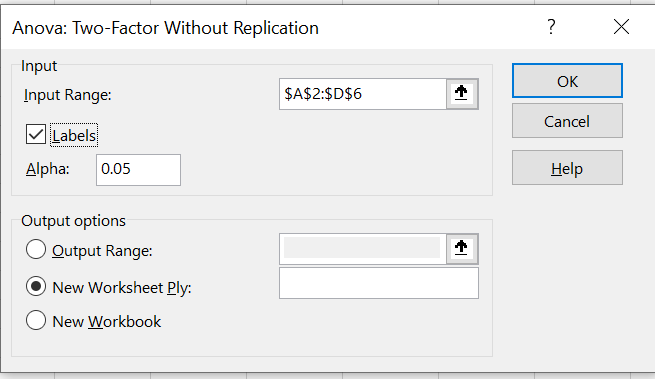 Anova: Two-Factor Without Replication ? 
Input
Input Range: $A$2:$D$6
OK
Labels
Cancel
Alpha: 0.05
Help
Output options
Output Range:
New Worksheet Ply:
New Workbook